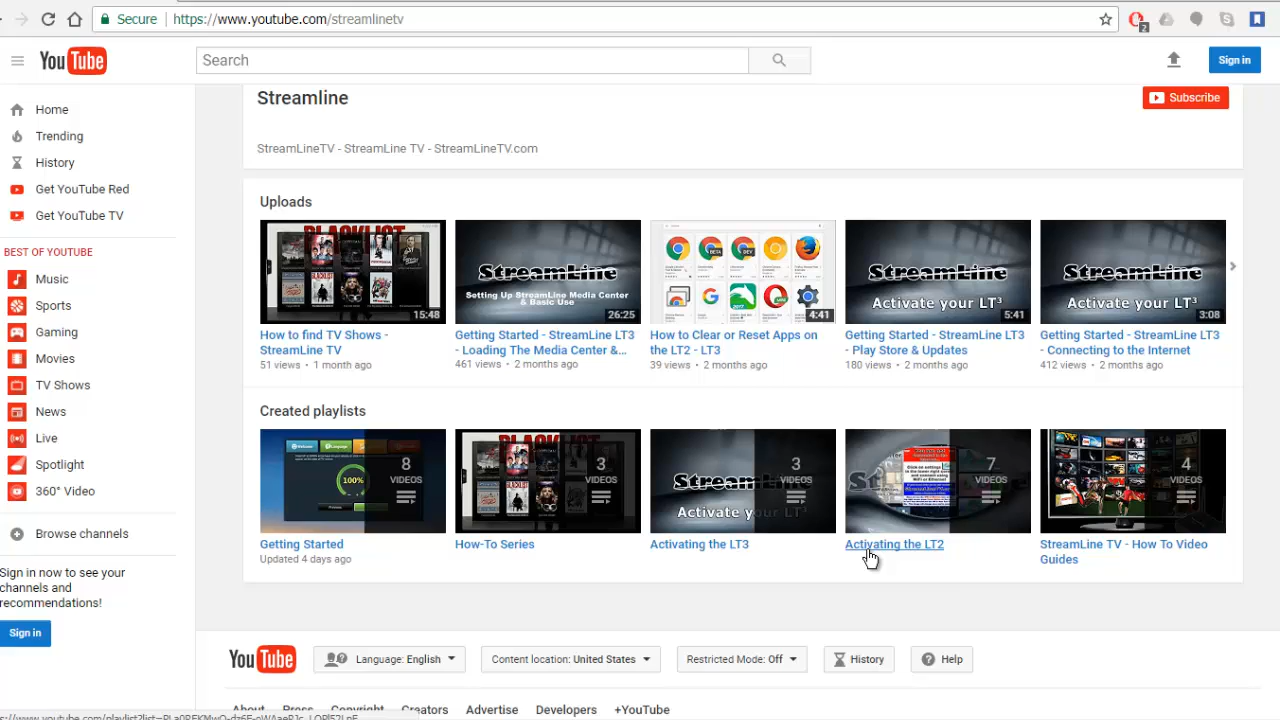 Secure https://www.youtube.com/streamlinetv
2
YouTube
Search
Sign in
Home
Trending
History
Get YouTube Red
Get YouTube TV
BEST OF YOUTUBE
Music
Sports
Gaming
Movies
TV Shows
News
Live
Spotlight
360° Video
Browse channels
Sign in now to see your
channels and
recommendations!
Sign in
Streamline
Subscribe
StreamLineTV - StreamLine TV - StreamLineTV.com
Uploads
BLACKLIST
15:48
How to find TV Shows -
StreamLine TV
51 views • 1 month ago
StreamLine
Setting Up StreamLine Media Center
& Basic Use
26:25
Getting Started - StreamLine LT3
- Loading The Media Center &...
461 views • 2 months ago
4:41
How to Clear or Reset Apps on
the LT2 - LT3
39 views • 2 months ago
StreamLine
Activate your LT³
5:41
Getting Started - StreamLine LT3
- Play Store & Updates
180 views • 2 months ago
StreamLine
Activate your LT³
3:08
Getting Started - StreamLine LT3
- Connecting to the Internet
412 views • 2 months ago
Created playlists
100%
8
VIDEOS
Getting Started
Updated 4 days ago
3
VIDEOS
How-To Series
StreamLine
Activate your LT³
3
VIDEOS
Activating the LT3
7
VIDEOS
Activating the LT2
4
VIDEOS
StreamLine TV - How To Video
Guides
YouTube
Language: English
Content location: United States
Restricted Mode: Off
History
Help
About
Press
Copyright
Creators
Advertise
Developers
+YouTube